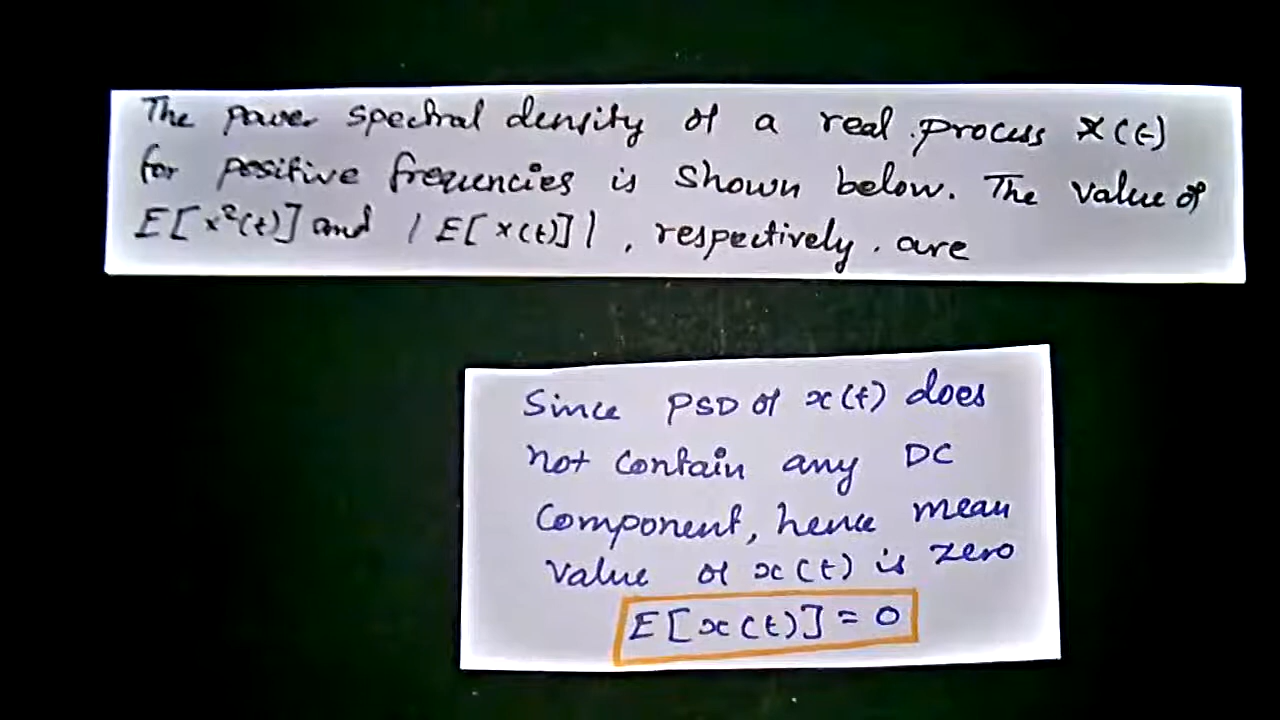 The power spectral density of a real process X(t)
for positive frequencies is shown below. The value of
E[x²(t)] and |E[x(t)]|, respectively. are
Since PSD of x(t) does
not contain any DC
Component, hence mean
value of x(t) is zero
E[x(t)] = 0